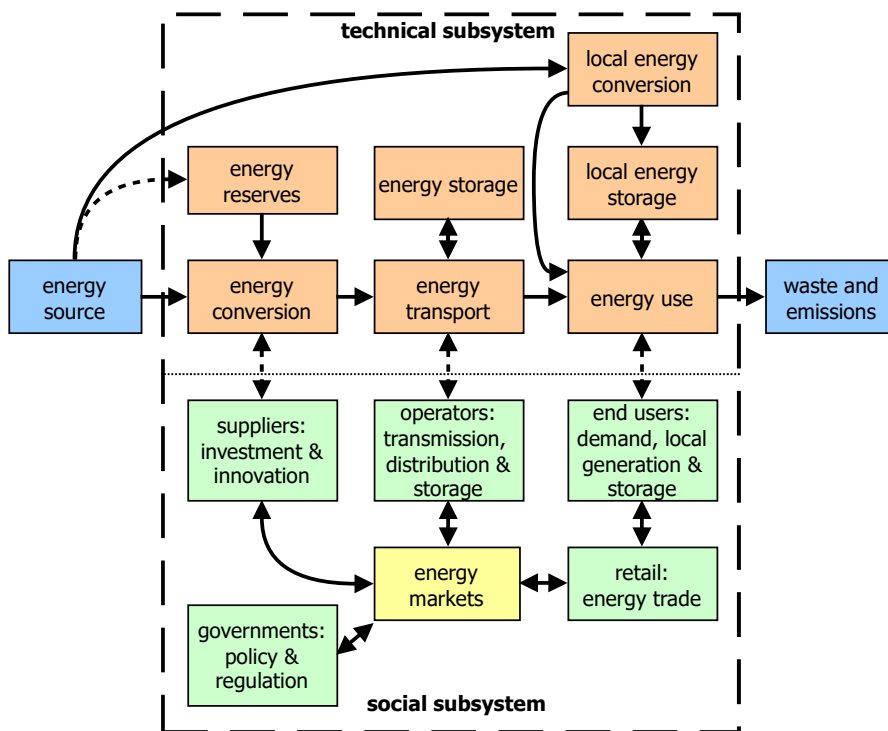 technical subsystem
local energy
conversion
energy
reserves
energy storage
local energy
storage
energy
source
energy
conversion
energy
transport
energy use
waste and
emissions
suppliers:
investment &
innovation
operators:
transmission,
distribution &
storage
end users:
demand, local
generation &
storage
energy
markets
retail:
energy trade
governments:
policy &
regulation
social subsystem